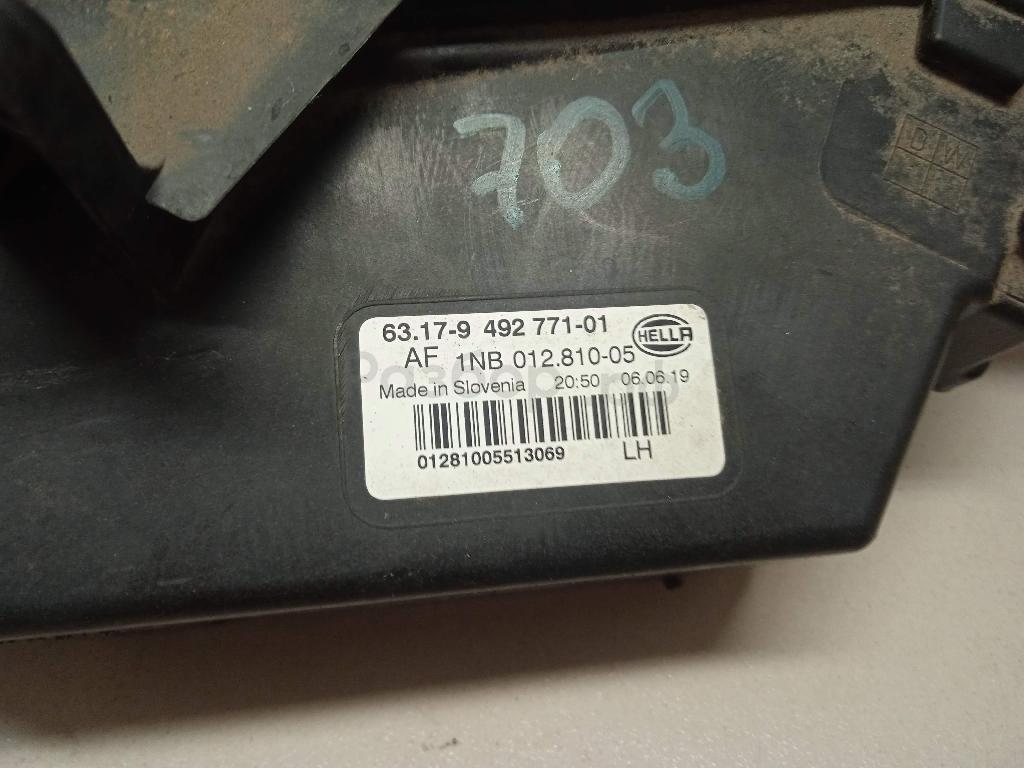 703
D W
63.17-9 492 771-01
HELLA
AF 1NB 012.810-05
Made in Slovenia 20:50 06.06.19
01281005513069
LH